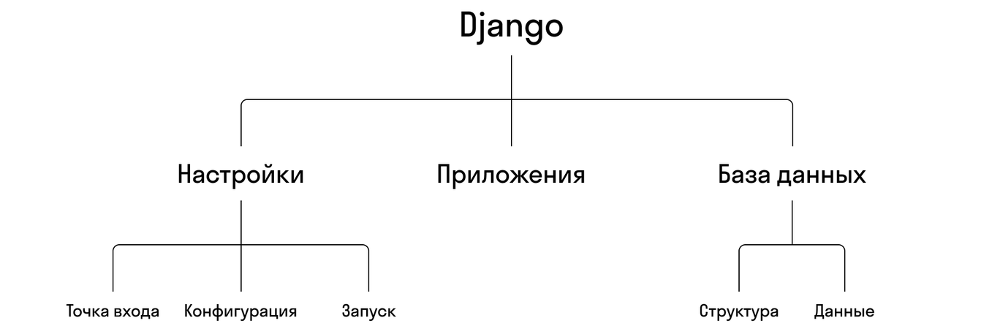 Django
Настройки
Приложения
База данных
Точка входа
Конфигурация
Запуск
Структура
Данные